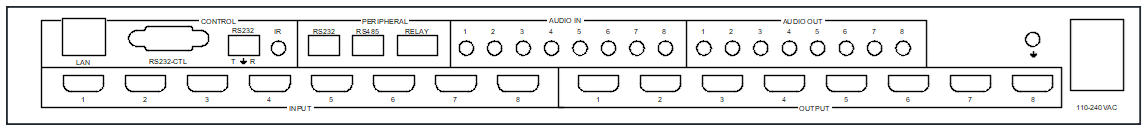 CONTROL
PERIPHERAL
AUDIO IN
AUDIO OUT
RS232
IR
RS232
RS485
RELAY
1 2 3 4 5 6 7 8
1 2 3 4 5 6 7 8
LAN
RS232-CTL
T R
1 2 3 4 5 6 7 8
1 2 3 4 5 6 7 8
INPUT
OUTPUT
110-240VAC